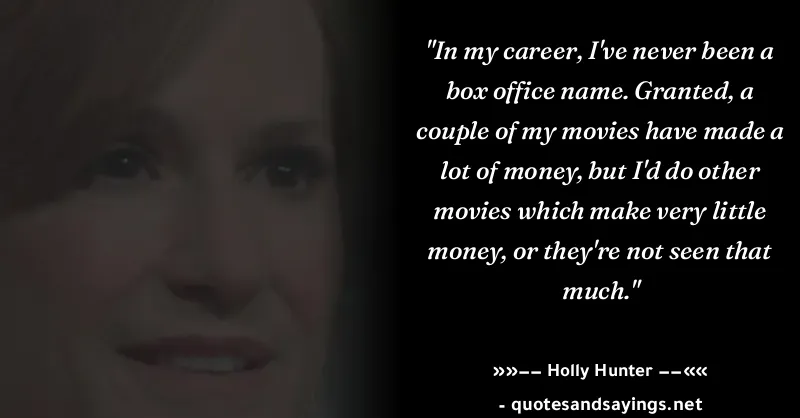 "In my career, I've never been a
box office name. Granted, a
couple of my movies have made a
lot of money, but I'd do other
movies which make very little
money, or they're not seen that
much."
»»−− Holly Hunter −−««
- quotesandsayings.net